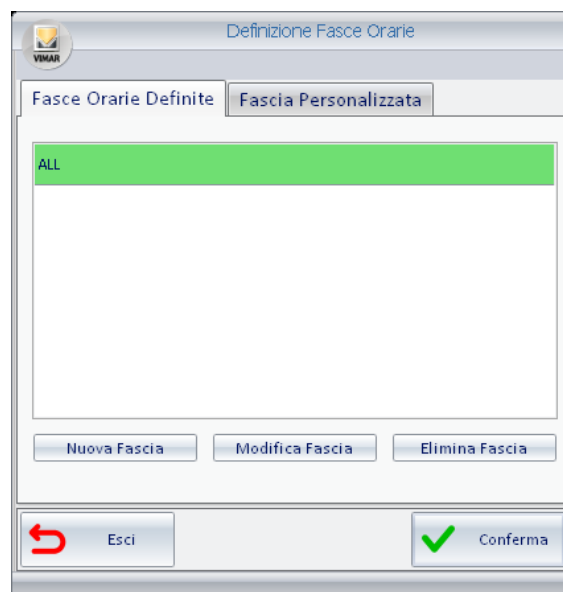 Definizione Fasce Orarie
VIMAR
Fasce Orarie Definite Fascia Personalizzata
ALL
Nuova Fascia Modifica Fascia Elimina Fascia
Esci Conferma